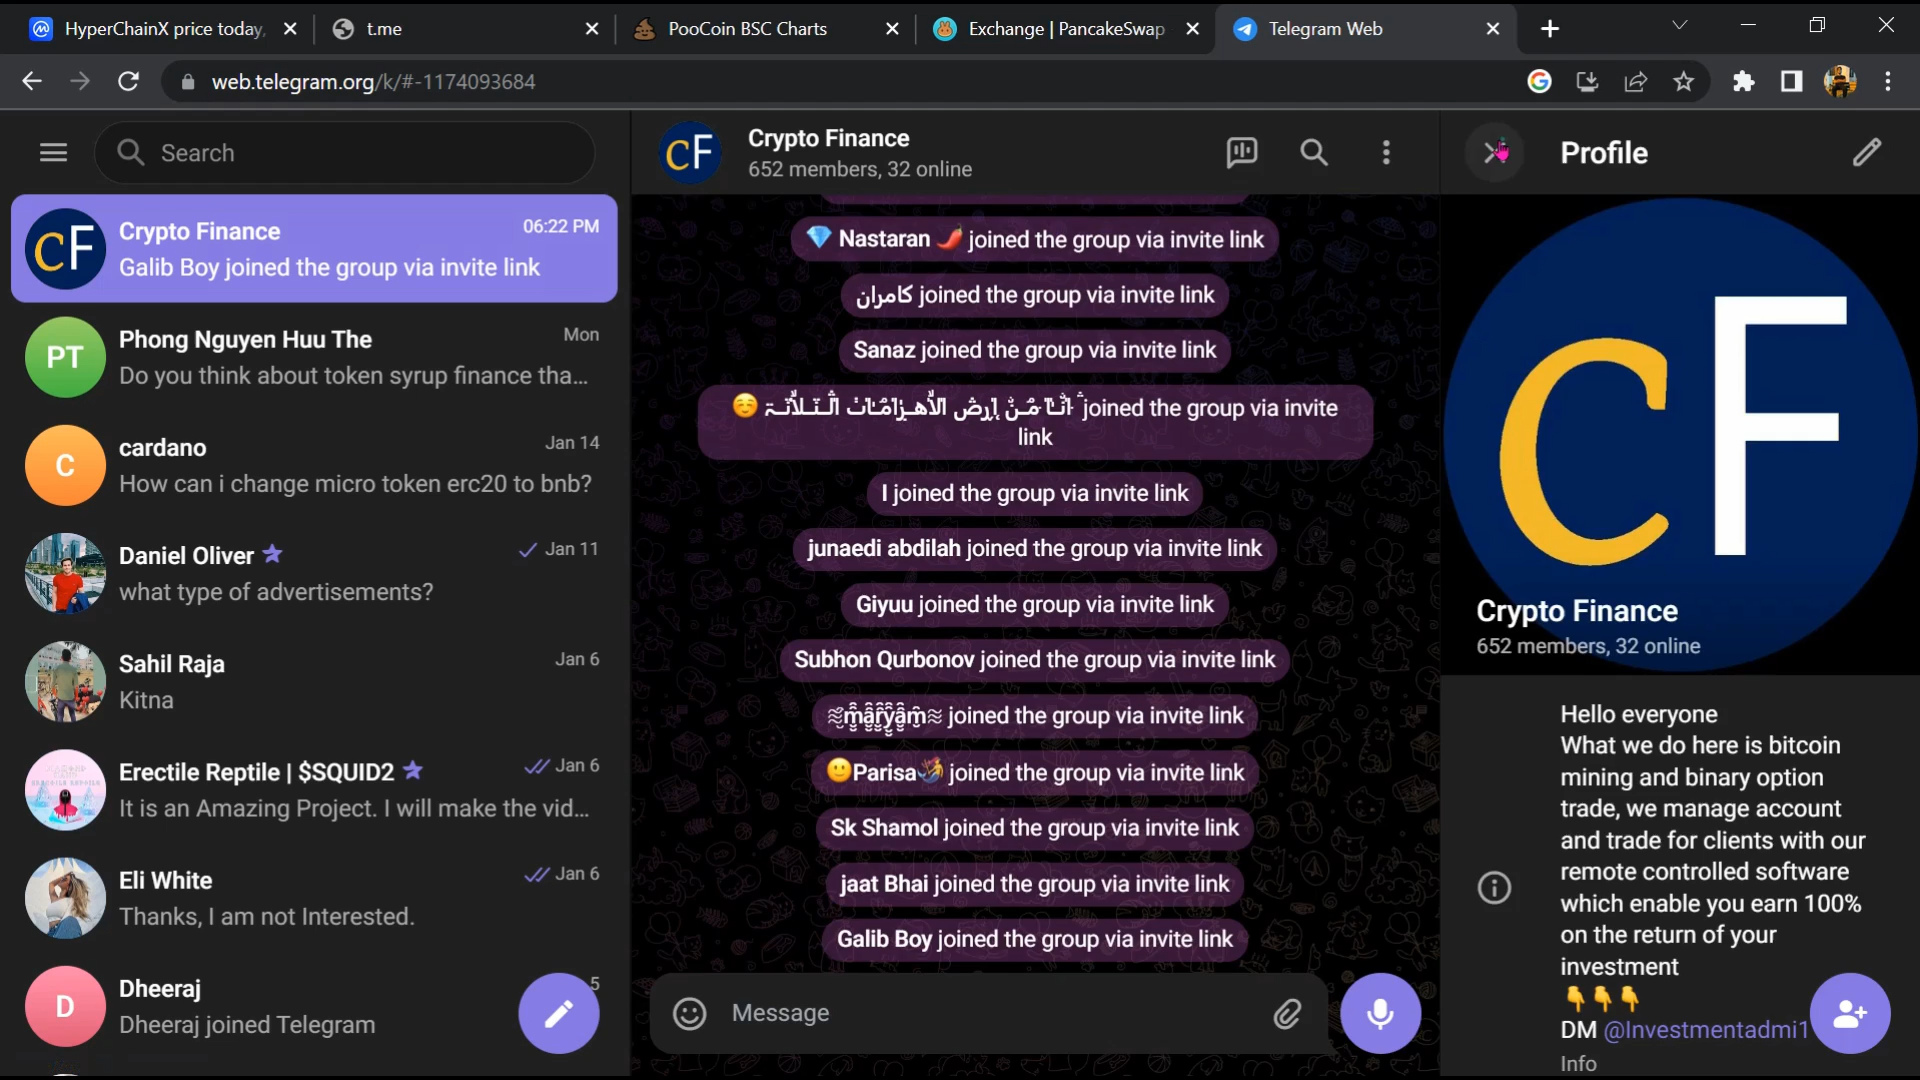 HyperChainX price today,
t.me
PooCoin BSC Charts
Exchange | PancakeSwap
Telegram Web
web.telegram.org/k/#-1174093684
Search
Crypto Finance
06:22 PM
Galib Boy joined the group via invite link
PT
Phong Nguyen Huu The
Mon
Do you think about token syrup finance tha...
C
cardano
Jan 14
How can i change micro token erc20 to bnb?
Daniel Oliver
Jan 11
what type of advertisements?
Sahil Raja
Jan 6
Kitna
Erectile Reptile | $SQUID2
Jan 6
It is an Amazing Project. I will make the vid...
Eli White
Jan 6
Thanks, I am not Interested.
D
Dheeraj
5
Dheeraj joined Telegram
CF
Crypto Finance
652 members, 32 online
💎 Nastaran 🌶️ joined the group via invite link
كامران joined the group via invite link
Sanaz joined the group via invite link
joined the group via invite
link
I joined the group via invite link
junaedi abdilah joined the group via invite link
Giyuu joined the group via invite link
Subhon Qurbonov joined the group via invite link
joined the group via invite link
🙂Parisa🧜‍♀️ joined the group via invite link
Sk Shamol joined the group via invite link
jaat Bhai joined the group via invite link
Galib Boy joined the group via invite link
Message
Profile
CF
Crypto Finance
652 members, 32 online
Hello everyone
What we do here is bitcoin
mining and binary option
trade, we manage account
and trade for clients with our
remote controlled software
which enable you earn 100%
on the return of your
investment
👇👇👇
DM @Investmentadmi1
Info